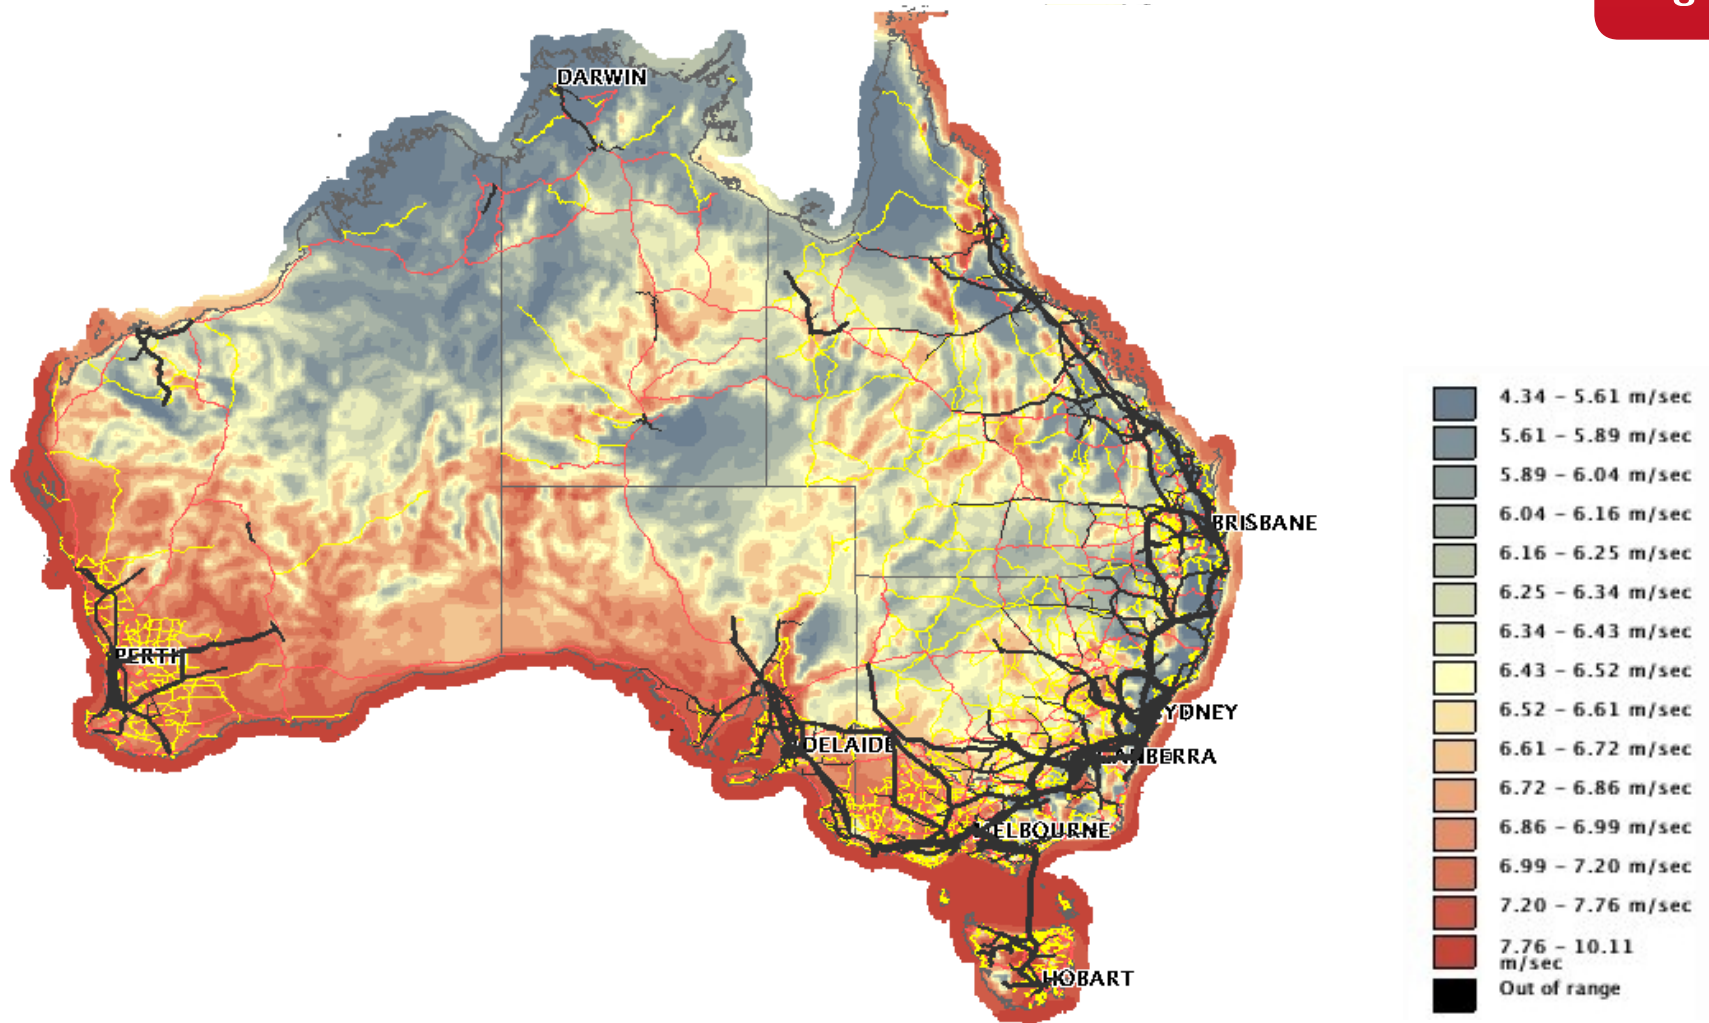 g
DARWIN
BRISBANE
PERTH
YDNEY
DELAIDE
ANBERRA
ELBOURNE
HOBART
4.34 – 5.61 m/sec
5.61 – 5.89 m/sec
5.89 – 6.04 m/sec
6.04 – 6.16 m/sec
6.16 – 6.25 m/sec
6.25 – 6.34 m/sec
6.34 – 6.43 m/sec
6.43 – 6.52 m/sec
6.52 – 6.61 m/sec
6.61 – 6.72 m/sec
6.72 – 6.86 m/sec
6.86 – 6.99 m/sec
6.99 – 7.20 m/sec
7.20 – 7.76 m/sec
7.76 – 10.11
m/sec
Out of range